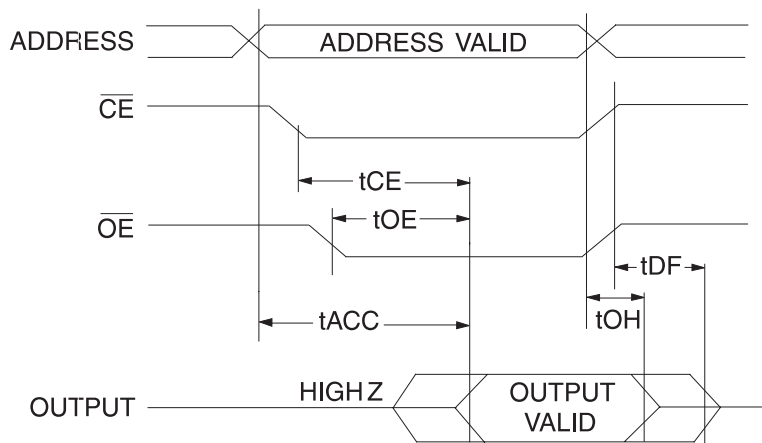 ADDRESS
ADDRESS VALID
CE
tCE
tOE
OE
tDF
tACC
tOH
HIGH Z
OUTPUT
OUTPUT
VALID